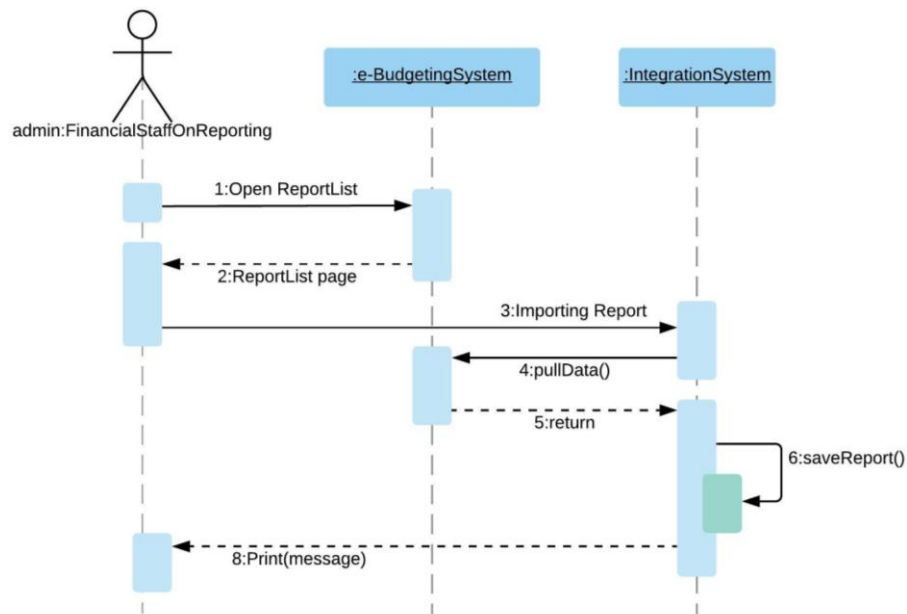 :e-BudgetingSystem
:IntegrationSystem
admin:FinancialStaffOnReporting
1:Open ReportList
2:ReportList page
3:Importing Report
4:pullData()
5:return
6:saveReport()
8:Print(message)